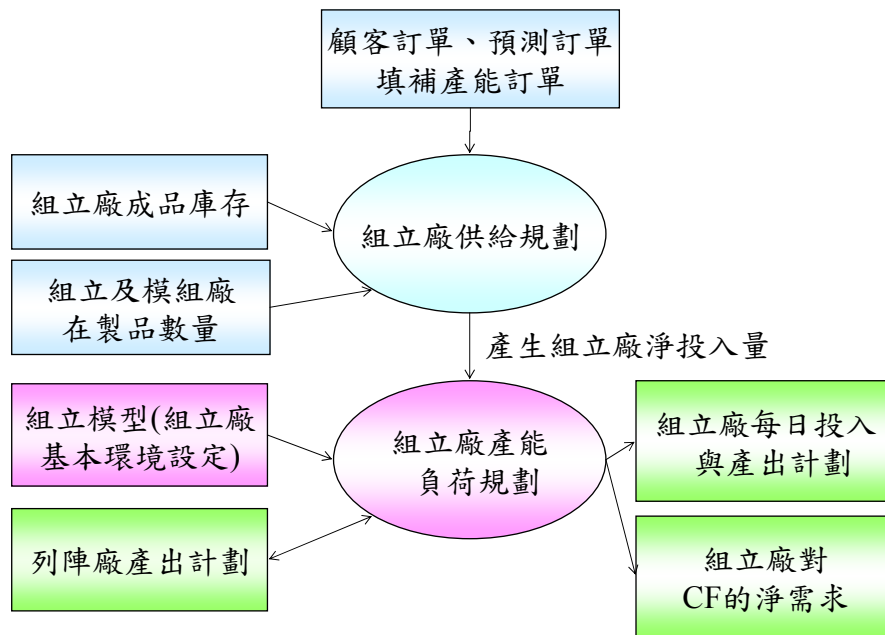 顧客訂單、預測訂單
填補產能訂單
組立廠成品庫存
組立廠供給規劃
組立及模組廠
在製品數量
產生組立廠淨投入量
組立模型(組立廠
基本環境設定)
組立廠產能
負荷規劃
組立廠每日投入
與產出計劃
列陣廠產出計劃
組立廠對
CF的淨需求